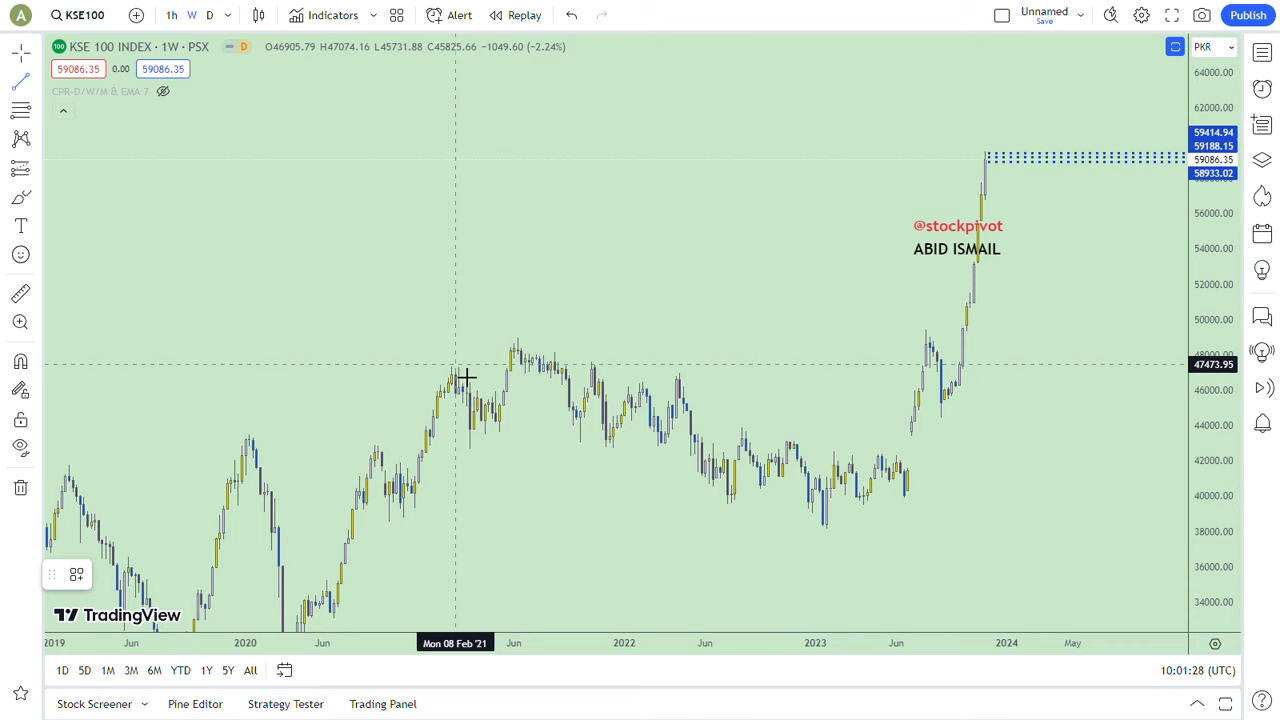 A KSE100 1h W D Indicators Alert Replay Unnamed Save Publish
100 KSE 100 INDEX · 1W · PSX D O46905.79 H47074.16 L45731.88 C45825.66 −1049.60 (−2.24%) PKR
59086.35 0.00 59086.35
CPR-D/W/M & EMA 7
64000.00
62000.00
59414.94
59188.15
59086.35
58933.02
56000.00
@stockpivot
ABID ISMAIL
54000.00
52000.00
50000.00
48000.00
47473.95
46000.00
44000.00
42000.00
40000.00
38000.00
36000.00
34000.00
TradingView
2019 Jun 2020 Jun Mon 08 Feb '21 Jun 2022 Jun 2023 Jun 2024 May
1D 5D 1M 3M 6M YTD 1Y 5Y All 10:01:28 (UTC)
Stock Screener Pine Editor Strategy Tester Trading Panel